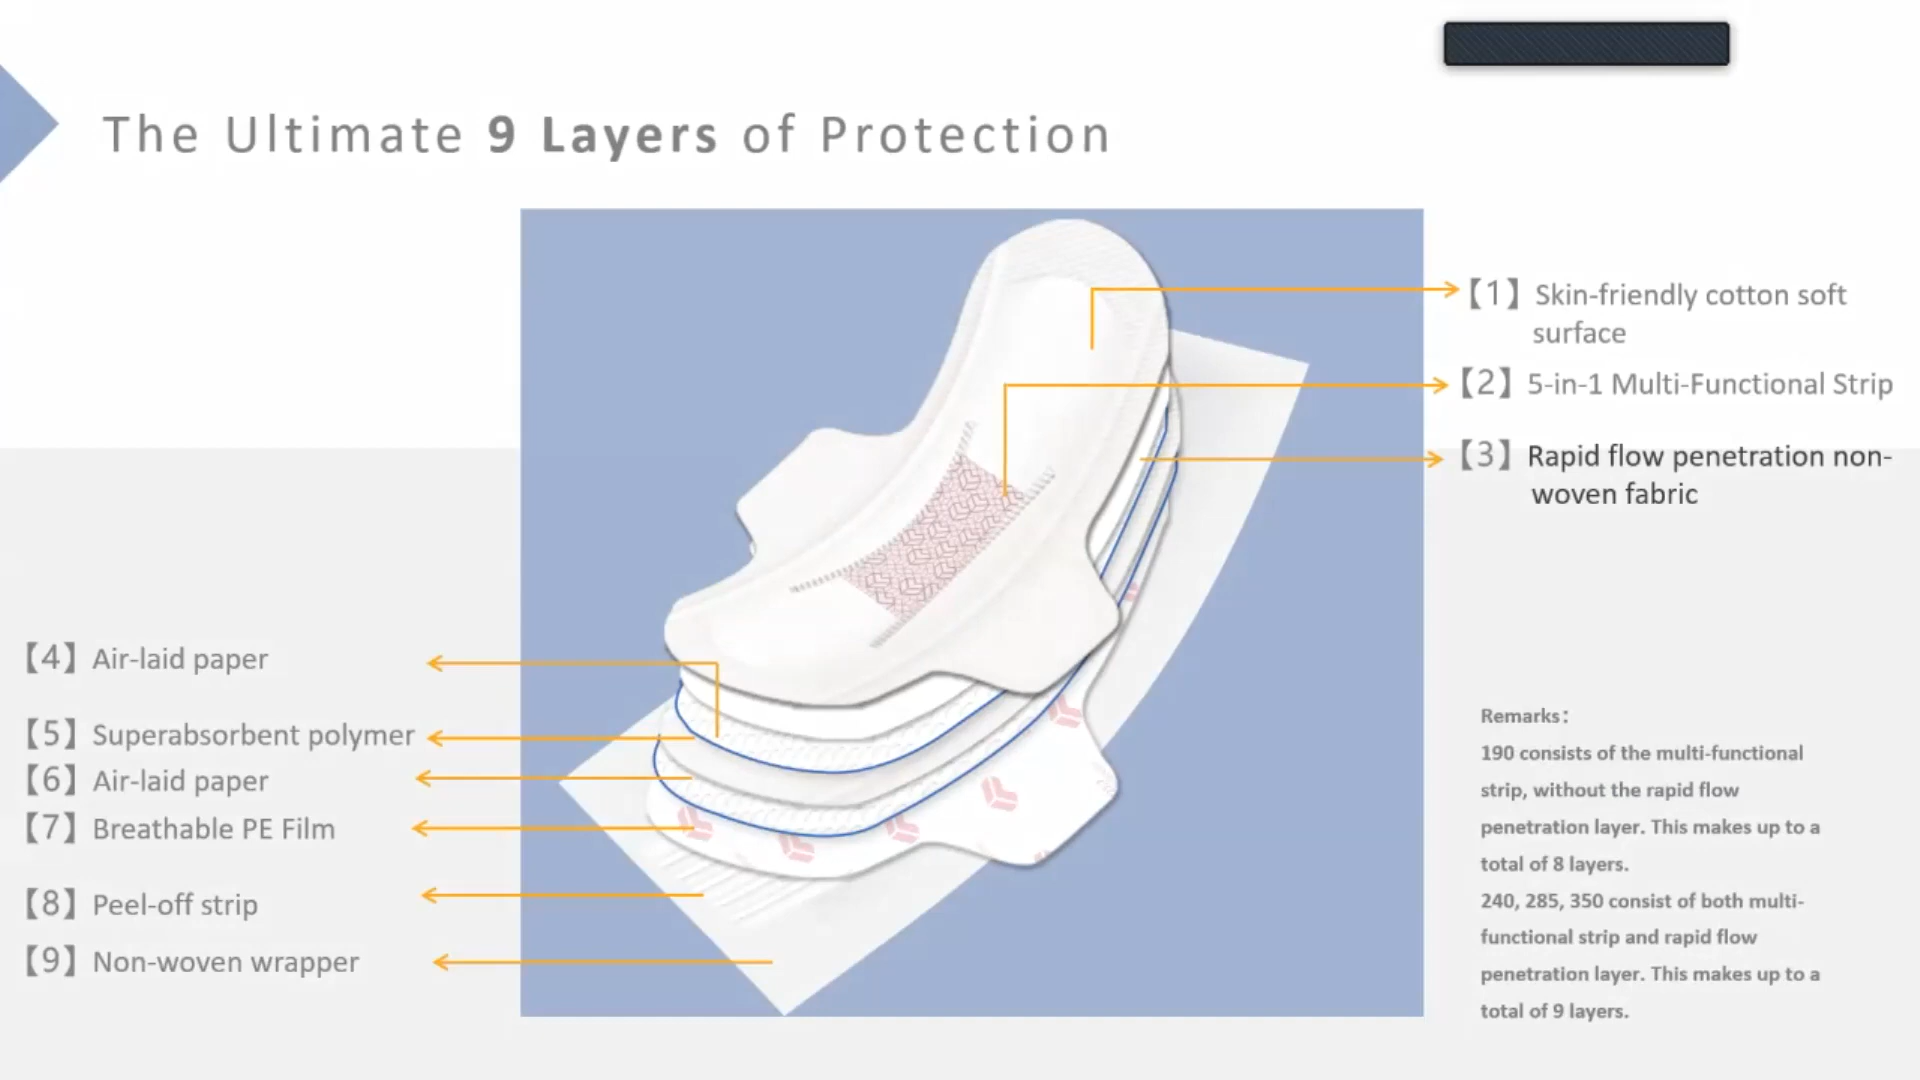 The Ultimate 9 Layers of Protection
【1】Skin-friendly cotton soft
surface
【2】5-in-1 Multi-Functional Strip
【3】Rapid flow penetration non-
woven fabric
【4】Air-laid paper
【5】Superabsorbent polymer
【6】Air-laid paper
【7】Breathable PE Film
【8】Peel-off strip
【9】Non-woven wrapper
Remarks：
190 consists of the multi-functional
strip, without the rapid flow
penetration layer. This makes up to a
total of 8 layers.
240, 285, 350 consist of both multi-
functional strip and rapid flow
penetration layer. This makes up to a
total of 9 layers.